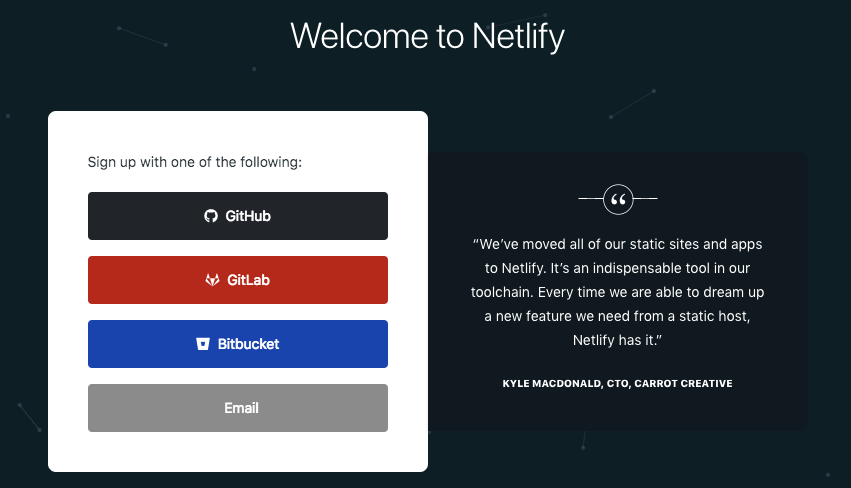 Welcome to Netlify
Sign up with one of the following:
GitHub
GitLab
Bitbucket
Email
“We’ve moved all of our static sites and apps
to Netlify. It’s an indispensable tool in our
toolchain. Every time we are able to dream up
a new feature we need from a static host,
Netlify has it.”
KYLE MACDONALD, CTO, CARROT CREATIVE